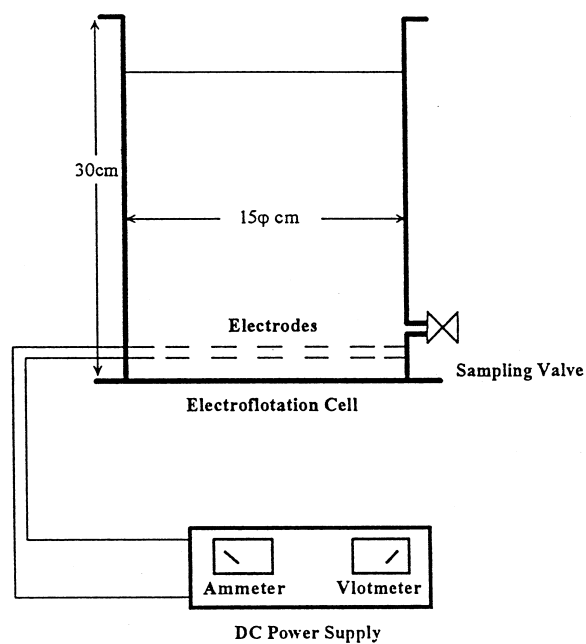 30cm
15φ cm
Electrodes
Sampling Valve
Electroflotation Cell
Ammeter
Vlotmeter
DC Power Supply